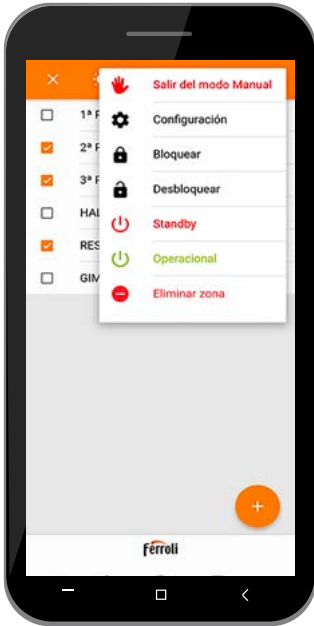 Salir del modo Manual
1ª
Configuración
2ª
Bloquear
3ª
Desbloquear
HAL
Standby
RES
Operacional
GIM
Eliminar zona
+
Ferroli